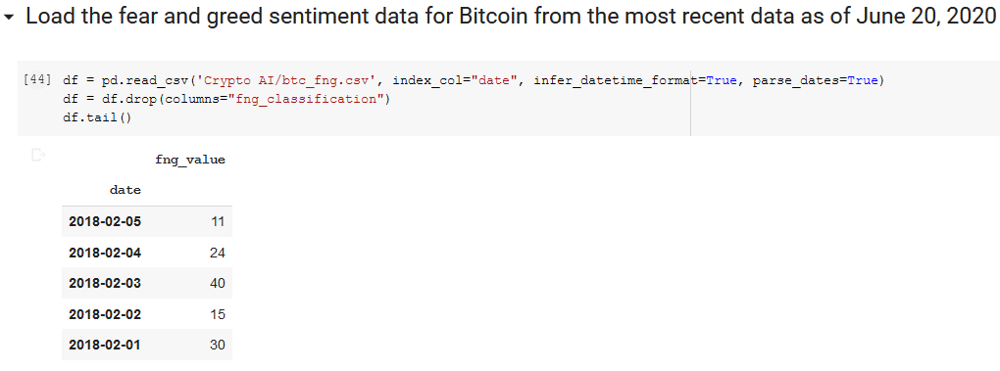 Load the fear and greed sentiment data for Bitcoin from the most recent data as of June 20, 2020
[44] df = pd.read_csv('Crypto AI/btc_fng.csv', index_col="date", infer_datetime_format=True, parse_dates=True)
df = df.drop(columns="fng_classification")
df.tail()
fng_value
date
2018-02-05 11
2018-02-04 24
2018-02-03 40
2018-02-02 15
2018-02-01 30